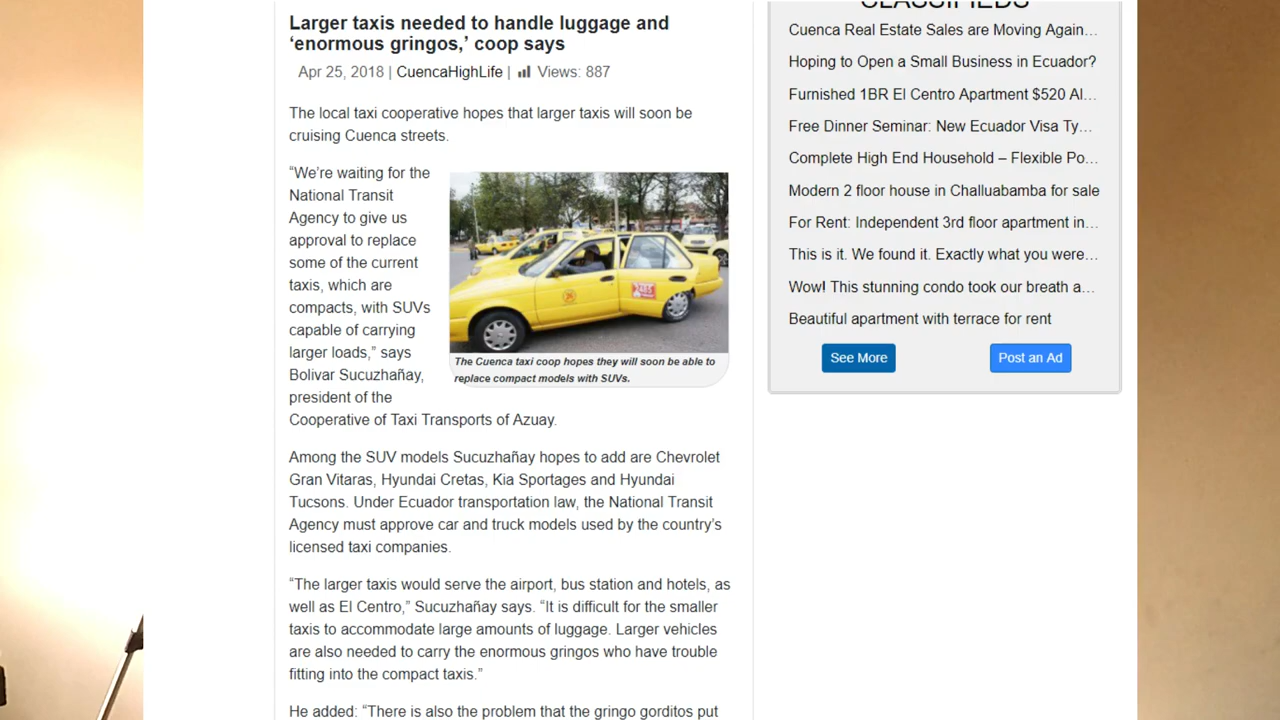 Larger taxis needed to handle luggage and
‘enormous gringos,’ coop says
Apr 25, 2018 | CuencaHighLife | Views: 887
The local taxi cooperative hopes that larger taxis will soon be
cruising Cuenca streets.
“We’re waiting for the
National Transit
Agency to give us
approval to replace
some of the current
taxis, which are
compacts, with SUVs
capable of carrying
larger loads,” says
Bolivar Sucuzhañay,
president of the
Cooperative of Taxi Transports of Azuay.
The Cuenca taxi coop hopes they will soon be able to
replace compact models with SUVs.
Among the SUV models Sucuzhañay hopes to add are Chevrolet
Gran Vitaras, Hyundai Cretas, Kia Sportages and Hyundai
Tucsons. Under Ecuador transportation law, the National Transit
Agency must approve car and truck models used by the country’s
licensed taxi companies.
“The larger taxis would serve the airport, bus station and hotels, as
well as El Centro,” Sucuzhañay says. “It is difficult for the smaller
taxis to accommodate large amounts of luggage. Larger vehicles
are also needed to carry the enormous gringos who have trouble
fitting into the compact taxis.”
He added: “There is also the problem that the gringo gorditos put
CLASSIFIEDS
Cuenca Real Estate Sales are Moving Again...
Hoping to Open a Small Business in Ecuador?
Furnished 1BR El Centro Apartment $520 Al...
Free Dinner Seminar: New Ecuador Visa Ty...
Complete High End Household – Flexible Po...
Modern 2 floor house in Challuabamba for sale
For Rent: Independent 3rd floor apartment in...
This is it. We found it. Exactly what you were...
Wow! This stunning condo took our breath a...
Beautiful apartment with terrace for rent
See More
Post an Ad